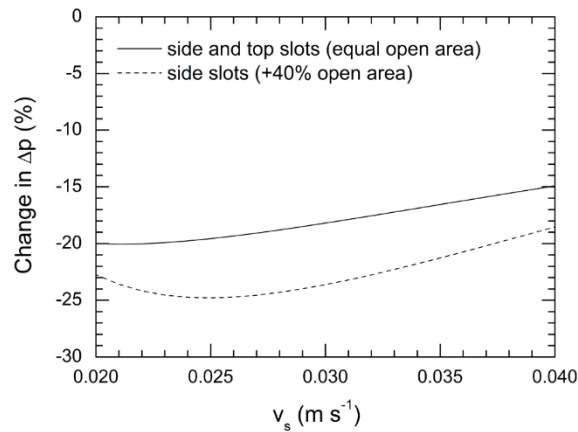 0
side and top slots (equal open area)
side slots (+40% open area)
-5
-10
-15
-20
-25
-30
Change in Δp (%)
0.020 0.025 0.030 0.035 0.040
v_s (m s⁻¹)